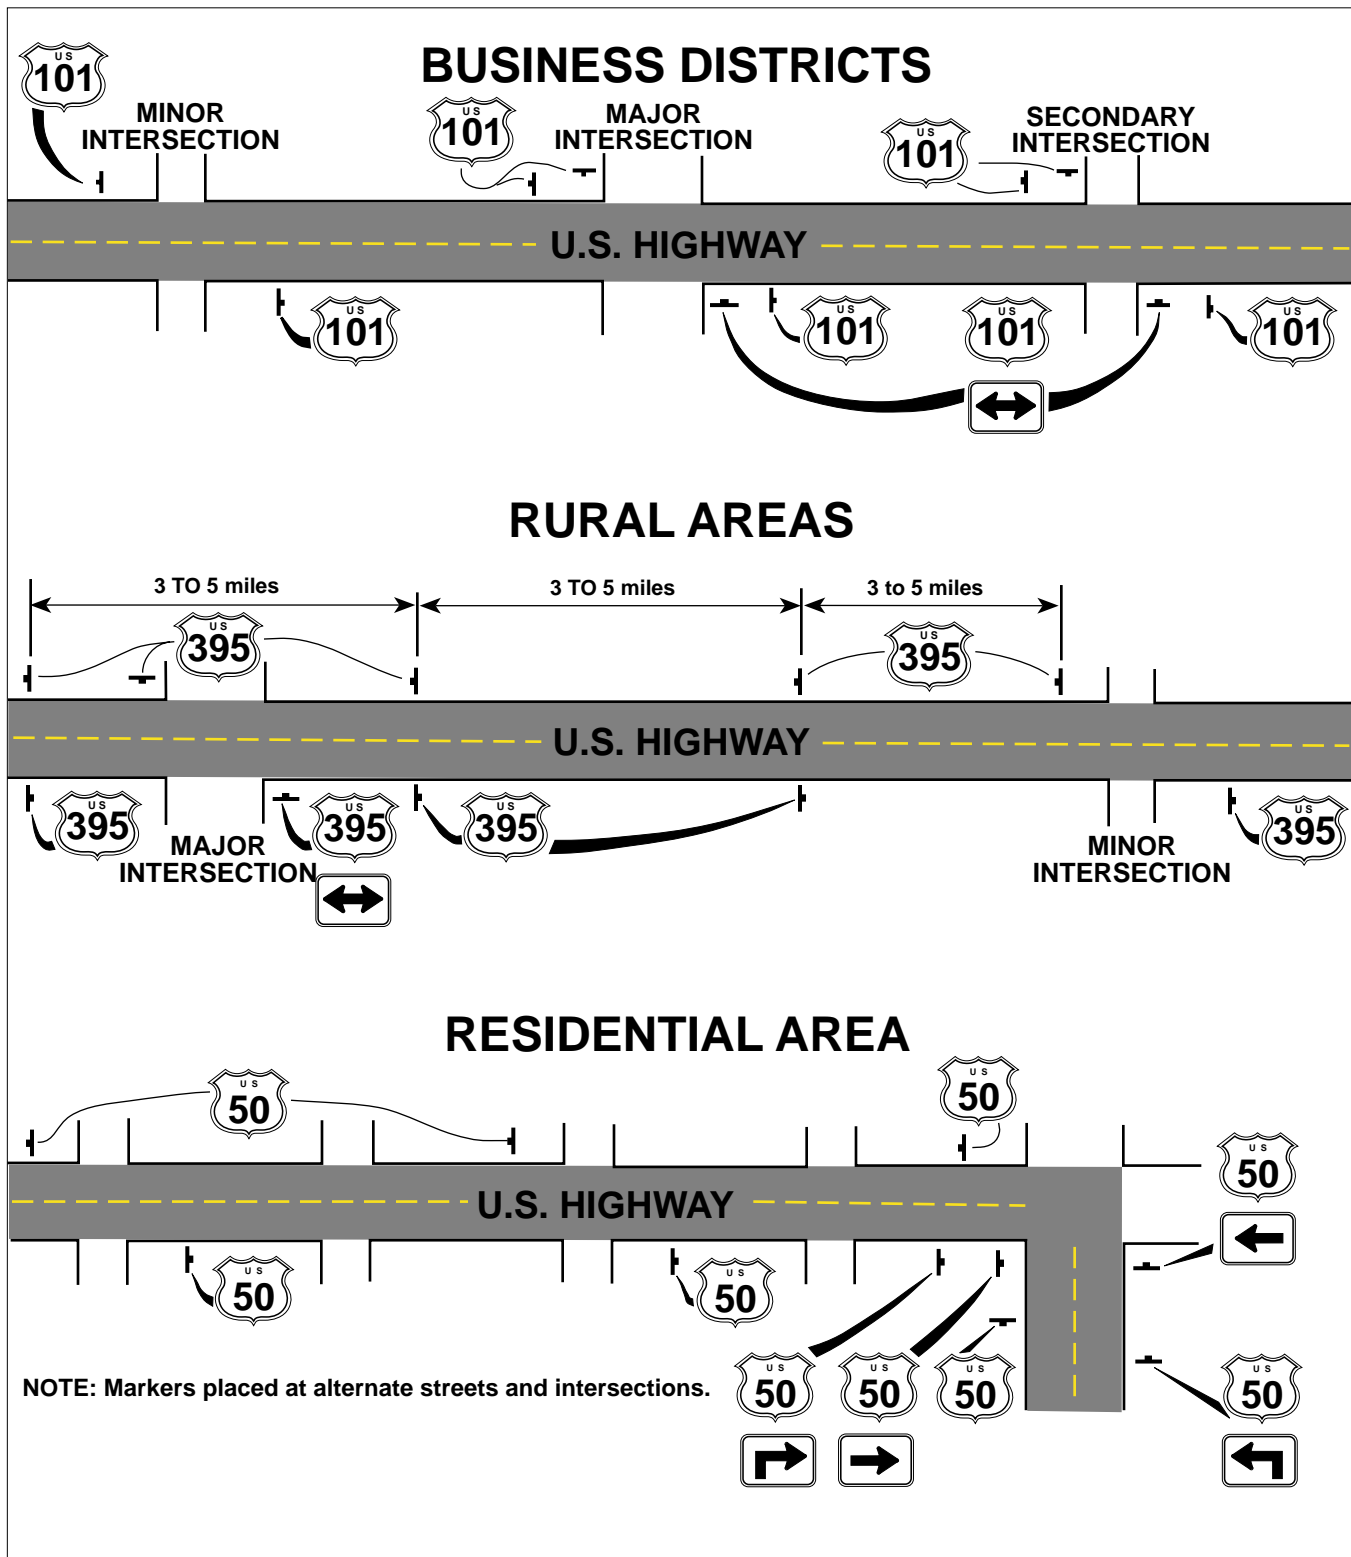 BUSINESS DISTRICTS
US
101
MINOR
INTERSECTION
US
101
MAJOR
INTERSECTION
US
101
SECONDARY
INTERSECTION
U.S. HIGHWAY
US
101
US
101
US
101
US
101
RURAL AREAS
3 TO 5 miles
3 TO 5 miles
3 to 5 miles
US
395
US
395
U.S. HIGHWAY
US
395
MAJOR
INTERSECTION
US
395
US
395
MINOR
INTERSECTION
US
395
RESIDENTIAL AREA
US
50
US
50
US
50
U.S. HIGHWAY
US
50
US
50
NOTE: Markers placed at alternate streets and intersections.
US
50
US
50
US
50
US
50